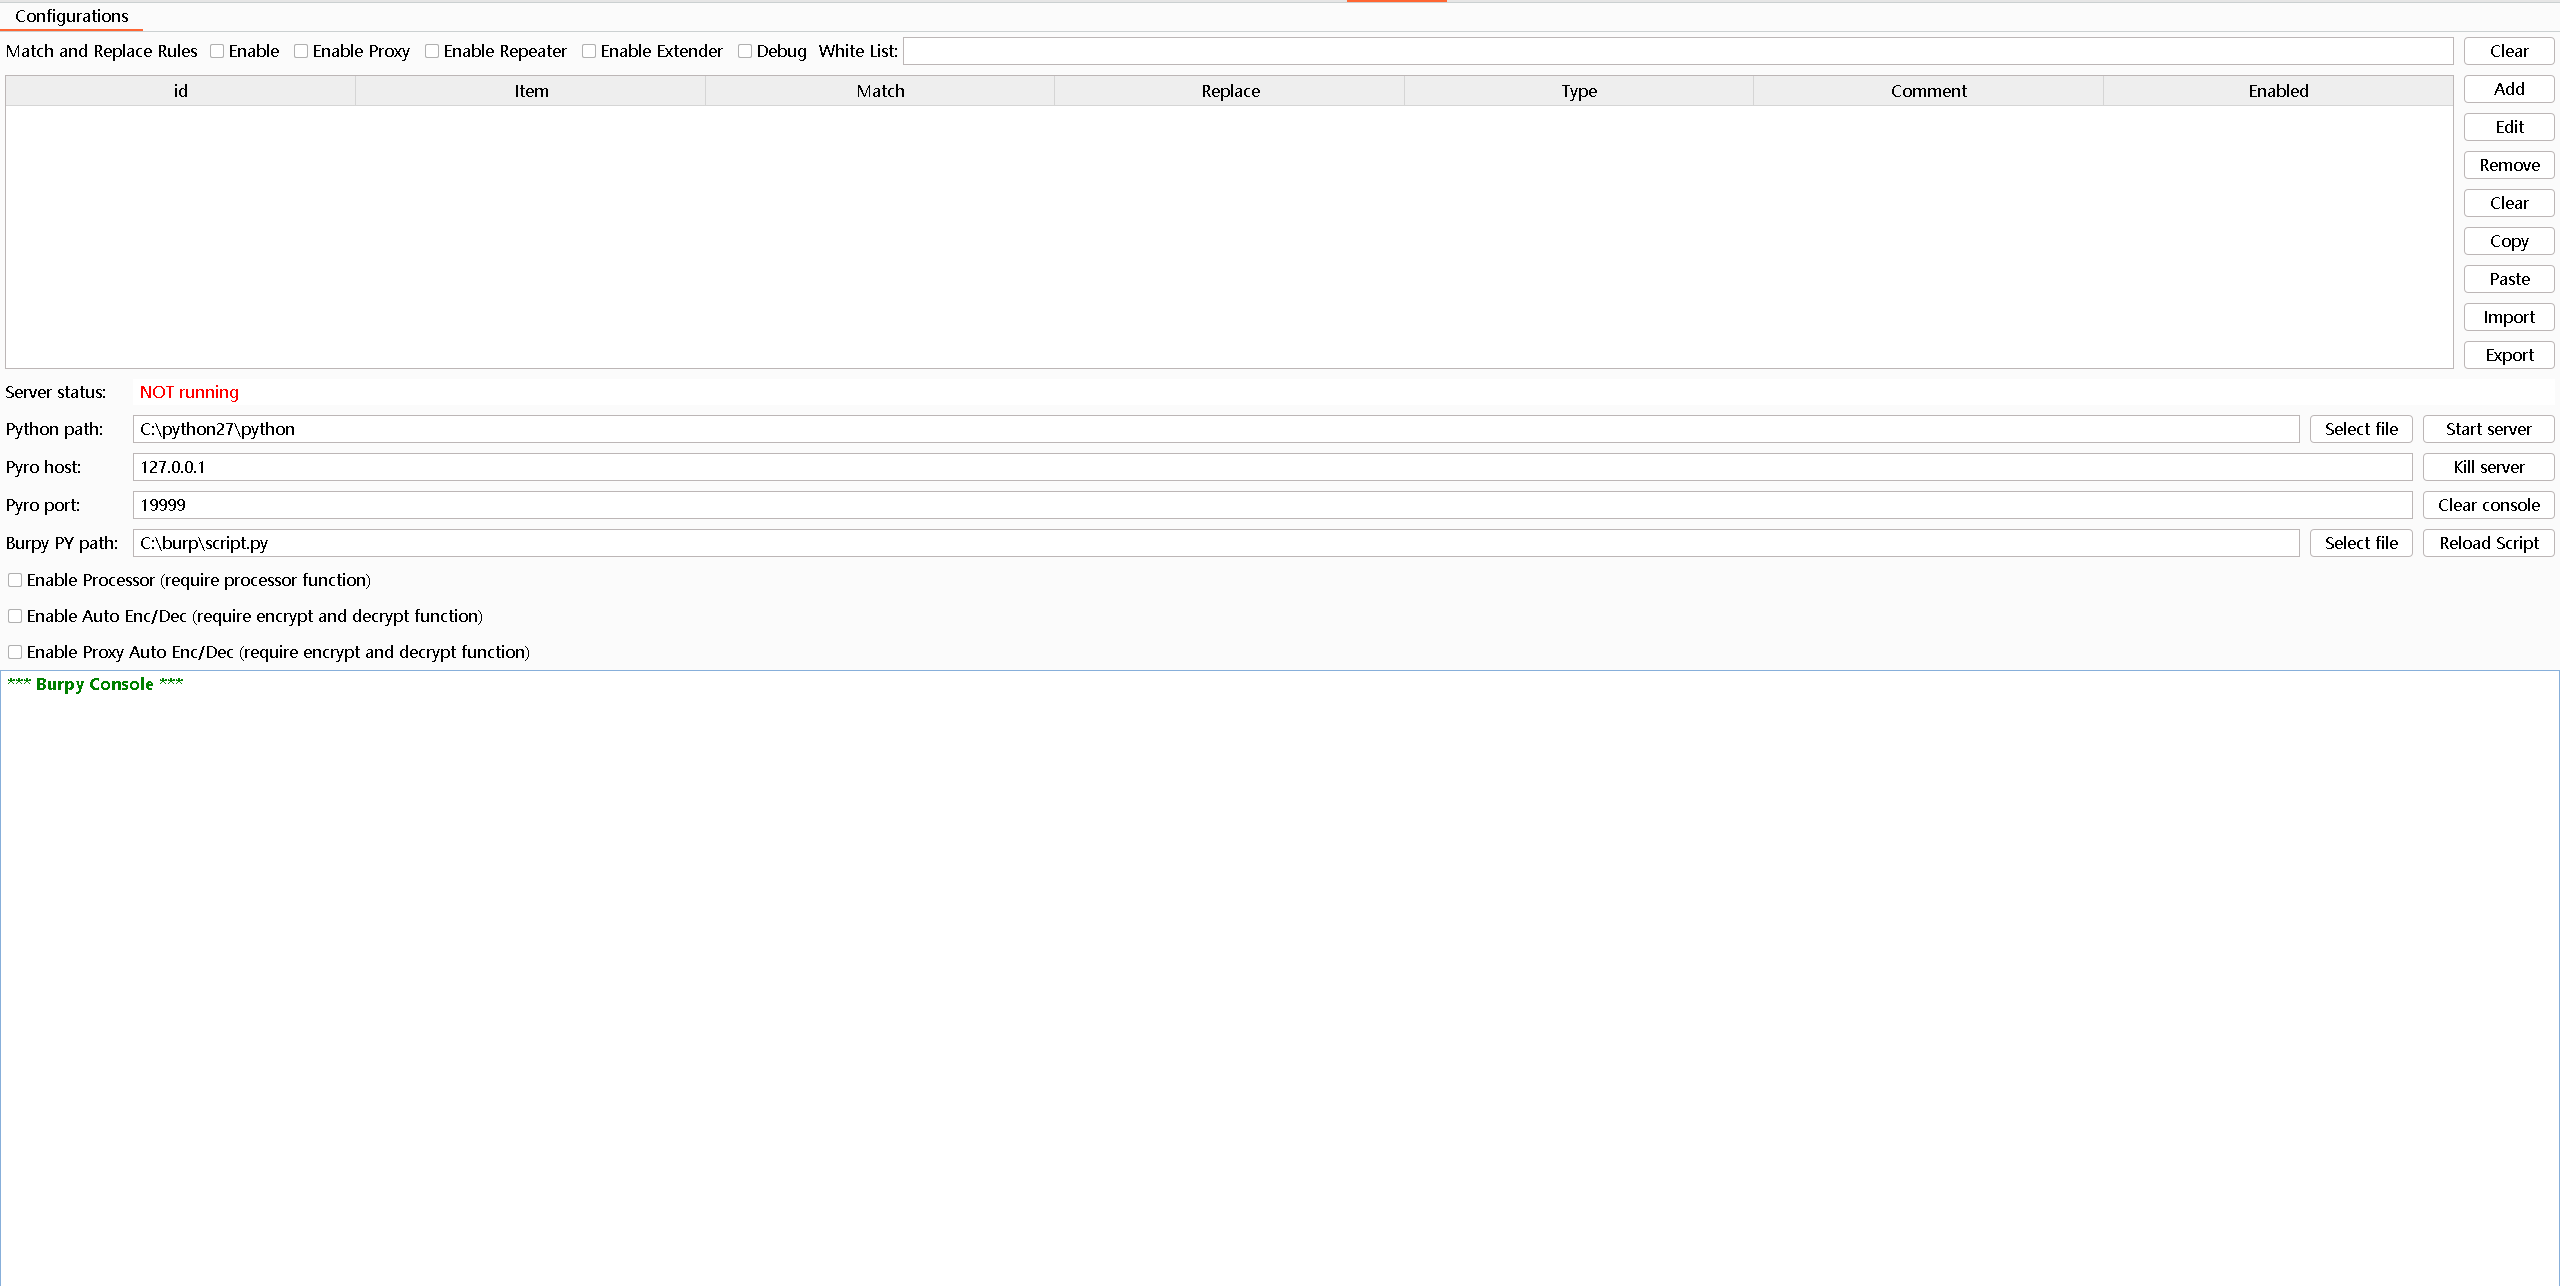 Configurations
Match and Replace Rules Enable Enable Proxy Enable Repeater Enable Extender Debug White List: Clear
id Item Match Replace Type Comment Enabled
Add
Edit
Remove
Clear
Copy
Paste
Import
Export
Server status: NOT running
Python path: C:\python27\python Select file Start server
Pyro host: 127.0.0.1 Kill server
Pyro port: 19999 Clear console
Burpy PY path: C:\burp\script.py Select file Reload Script
Enable Processor (require processor function)
Enable Auto Enc/Dec (require encrypt and decrypt function)
Enable Proxy Auto Enc/Dec (require encrypt and decrypt function)
*** Burpy Console ***